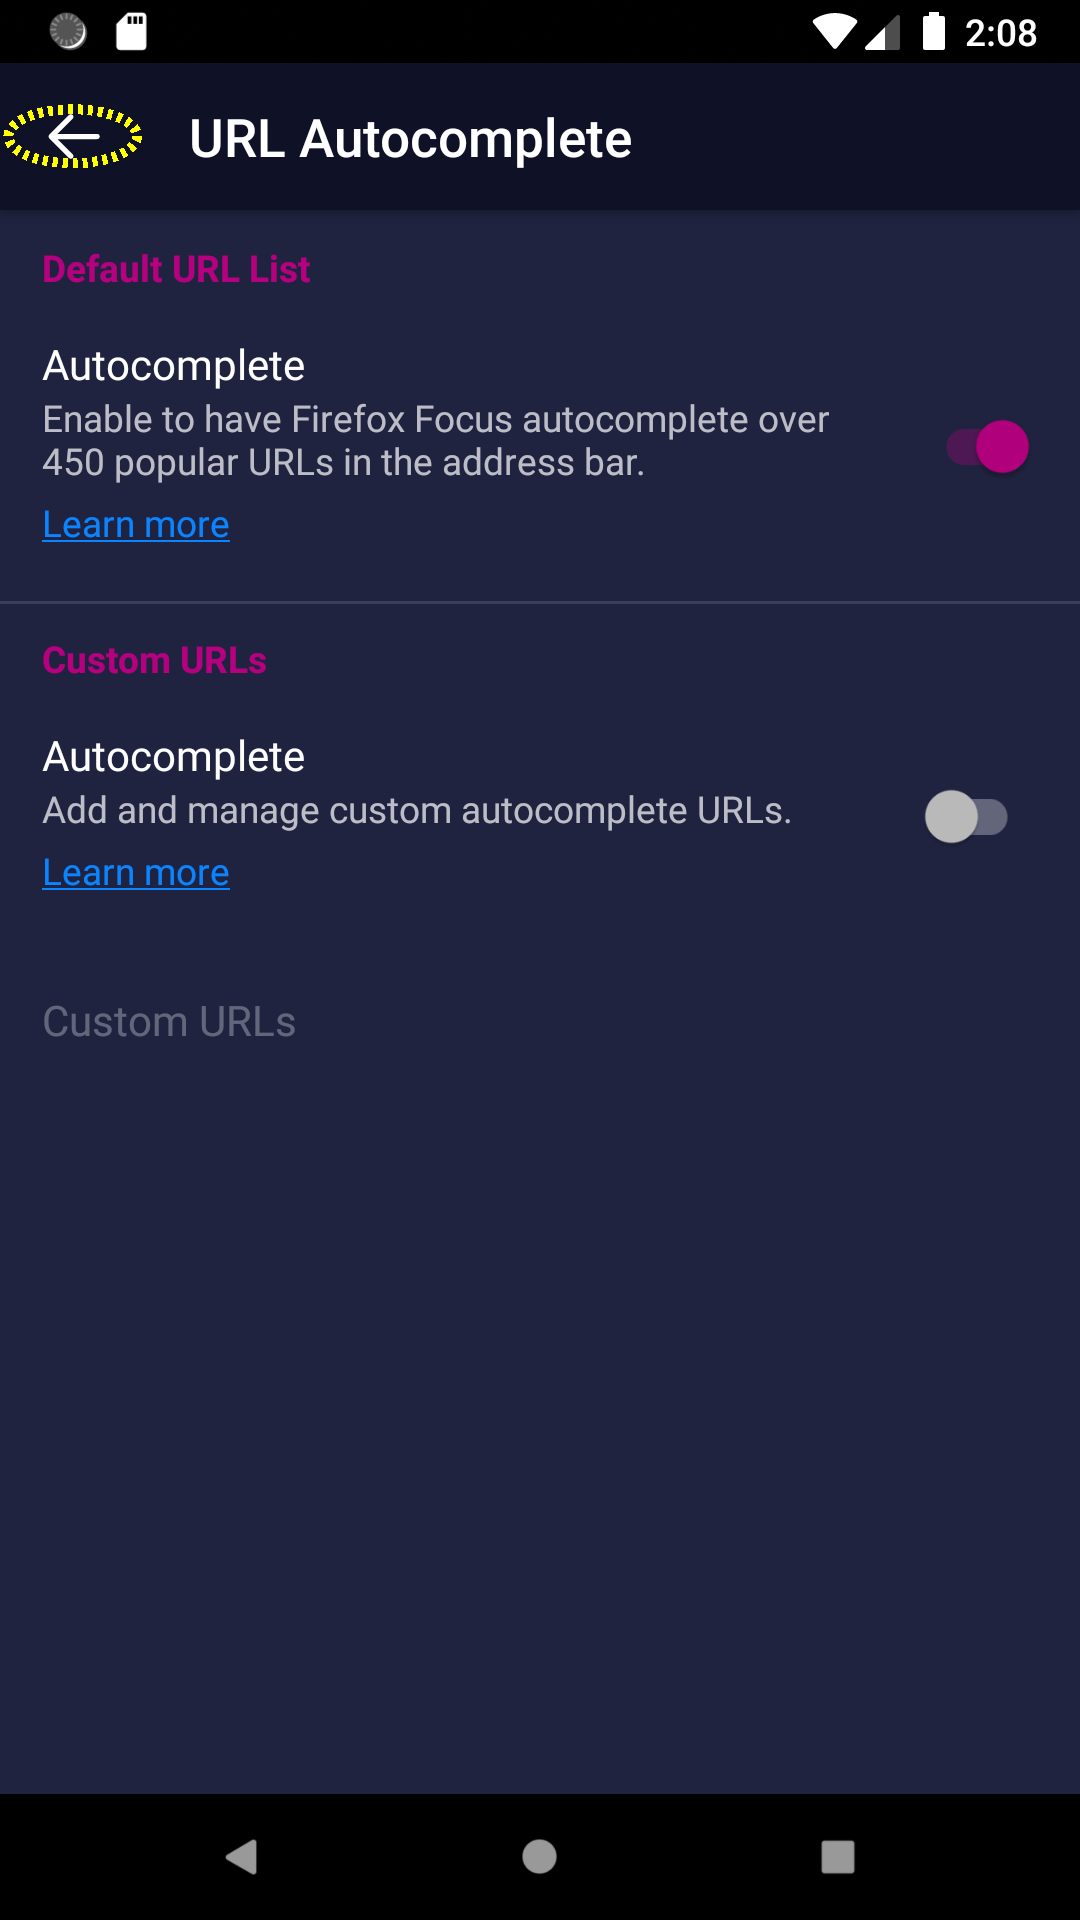 2:08
URL Autocomplete
Default URL List
Autocomplete
Enable to have Firefox Focus autocomplete over
450 popular URLs in the address bar.
Learn more
Custom URLs
Autocomplete
Add and manage custom autocomplete URLs.
Learn more
Custom URLs